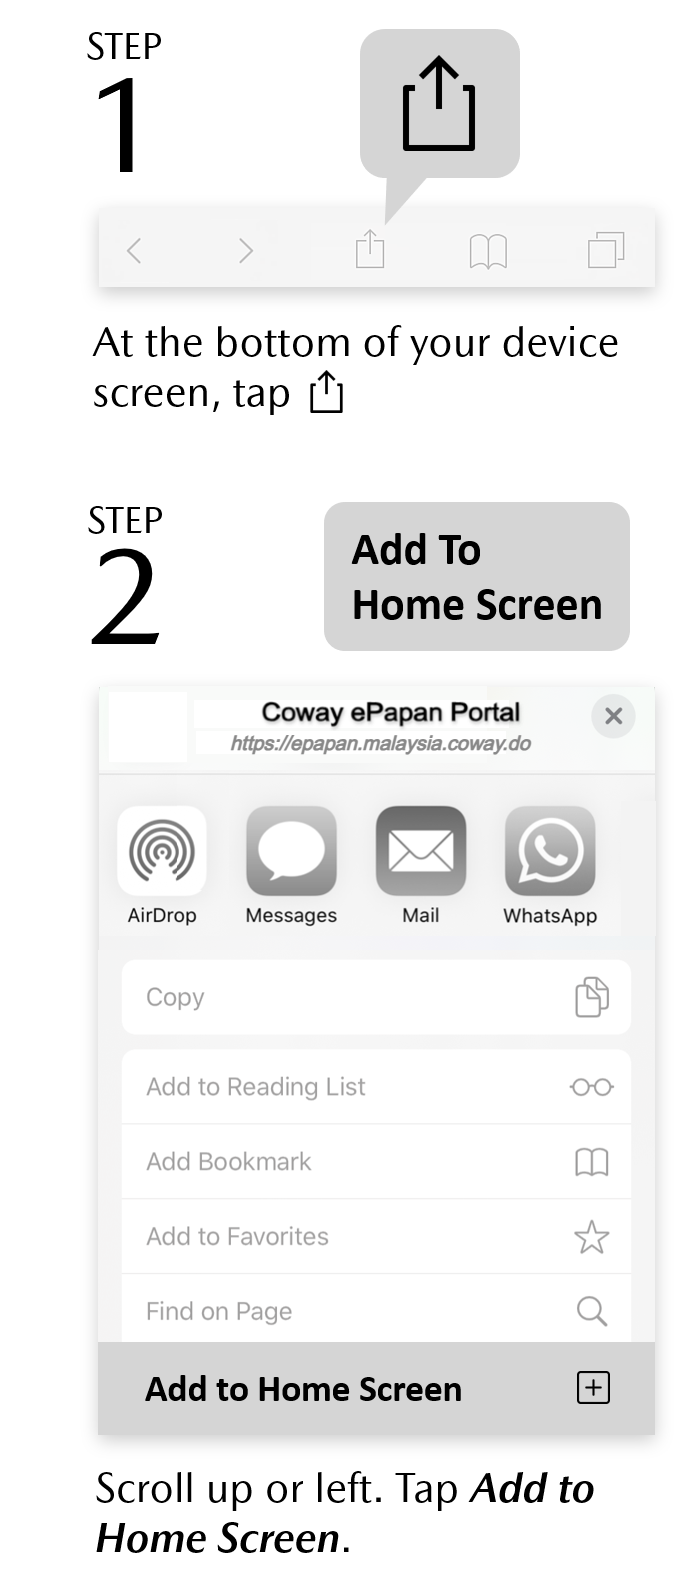 STEP
1
At the bottom of your device
screen, tap
STEP
2
Add To
Home Screen
Coway ePapan Portal
https://epapan.malaysia.coway.do
AirDrop Messages Mail WhatsApp
Copy
Add to Reading List
Add Bookmark
Add to Favorites
Find on Page
Add to Home Screen
Scroll up or left. Tap Add to
Home Screen.